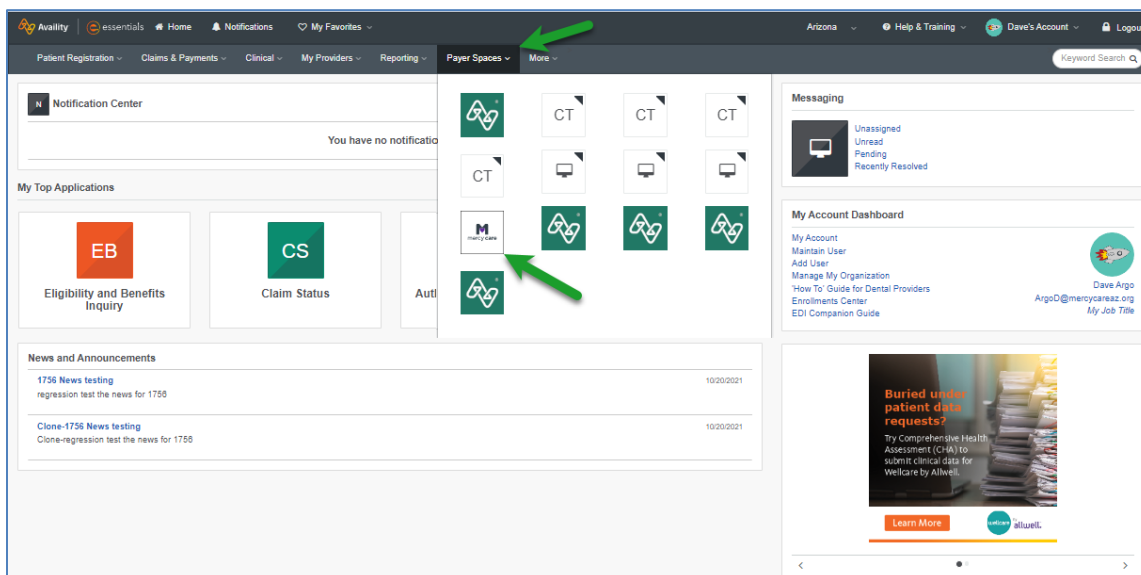 Availity
essentials
Home
Notifications
My Favorites
Arizona
Help & Training
Dave's Account
Logou
Patient Registration
Claims & Payments
Clinical
My Providers
Reporting
Payer Spaces
More
Keyword Search
N
Notification Center
You have no notificatio
My Top Applications
EB
Eligibility and Benefits
Inquiry
CS
Claim Status
Autl
CT
CT
CT
CT
M
mercy care
Messaging
Unassigned
Unread
Pending
Recently Resolved
My Account Dashboard
My Account
Maintain User
Add User
Manage My Organization
'How To' Guide for Dental Providers
Enrollments Center
EDI Companion Guide
Dave Argo
ArgoD@mercycareaz.org
My Job Title
News and Announcements
1756 News testing
10/20/2021
regression test the news for 1756
Clone-1756 News testing
10/20/2021
Clone-regression test the news for 1756
Buried under
patient data
requests?
Try Comprehensive Health
Assessment (CHA) to
submit clinical data for
Wellcare by Allwell.
Learn More
wellcare
by
allwell.